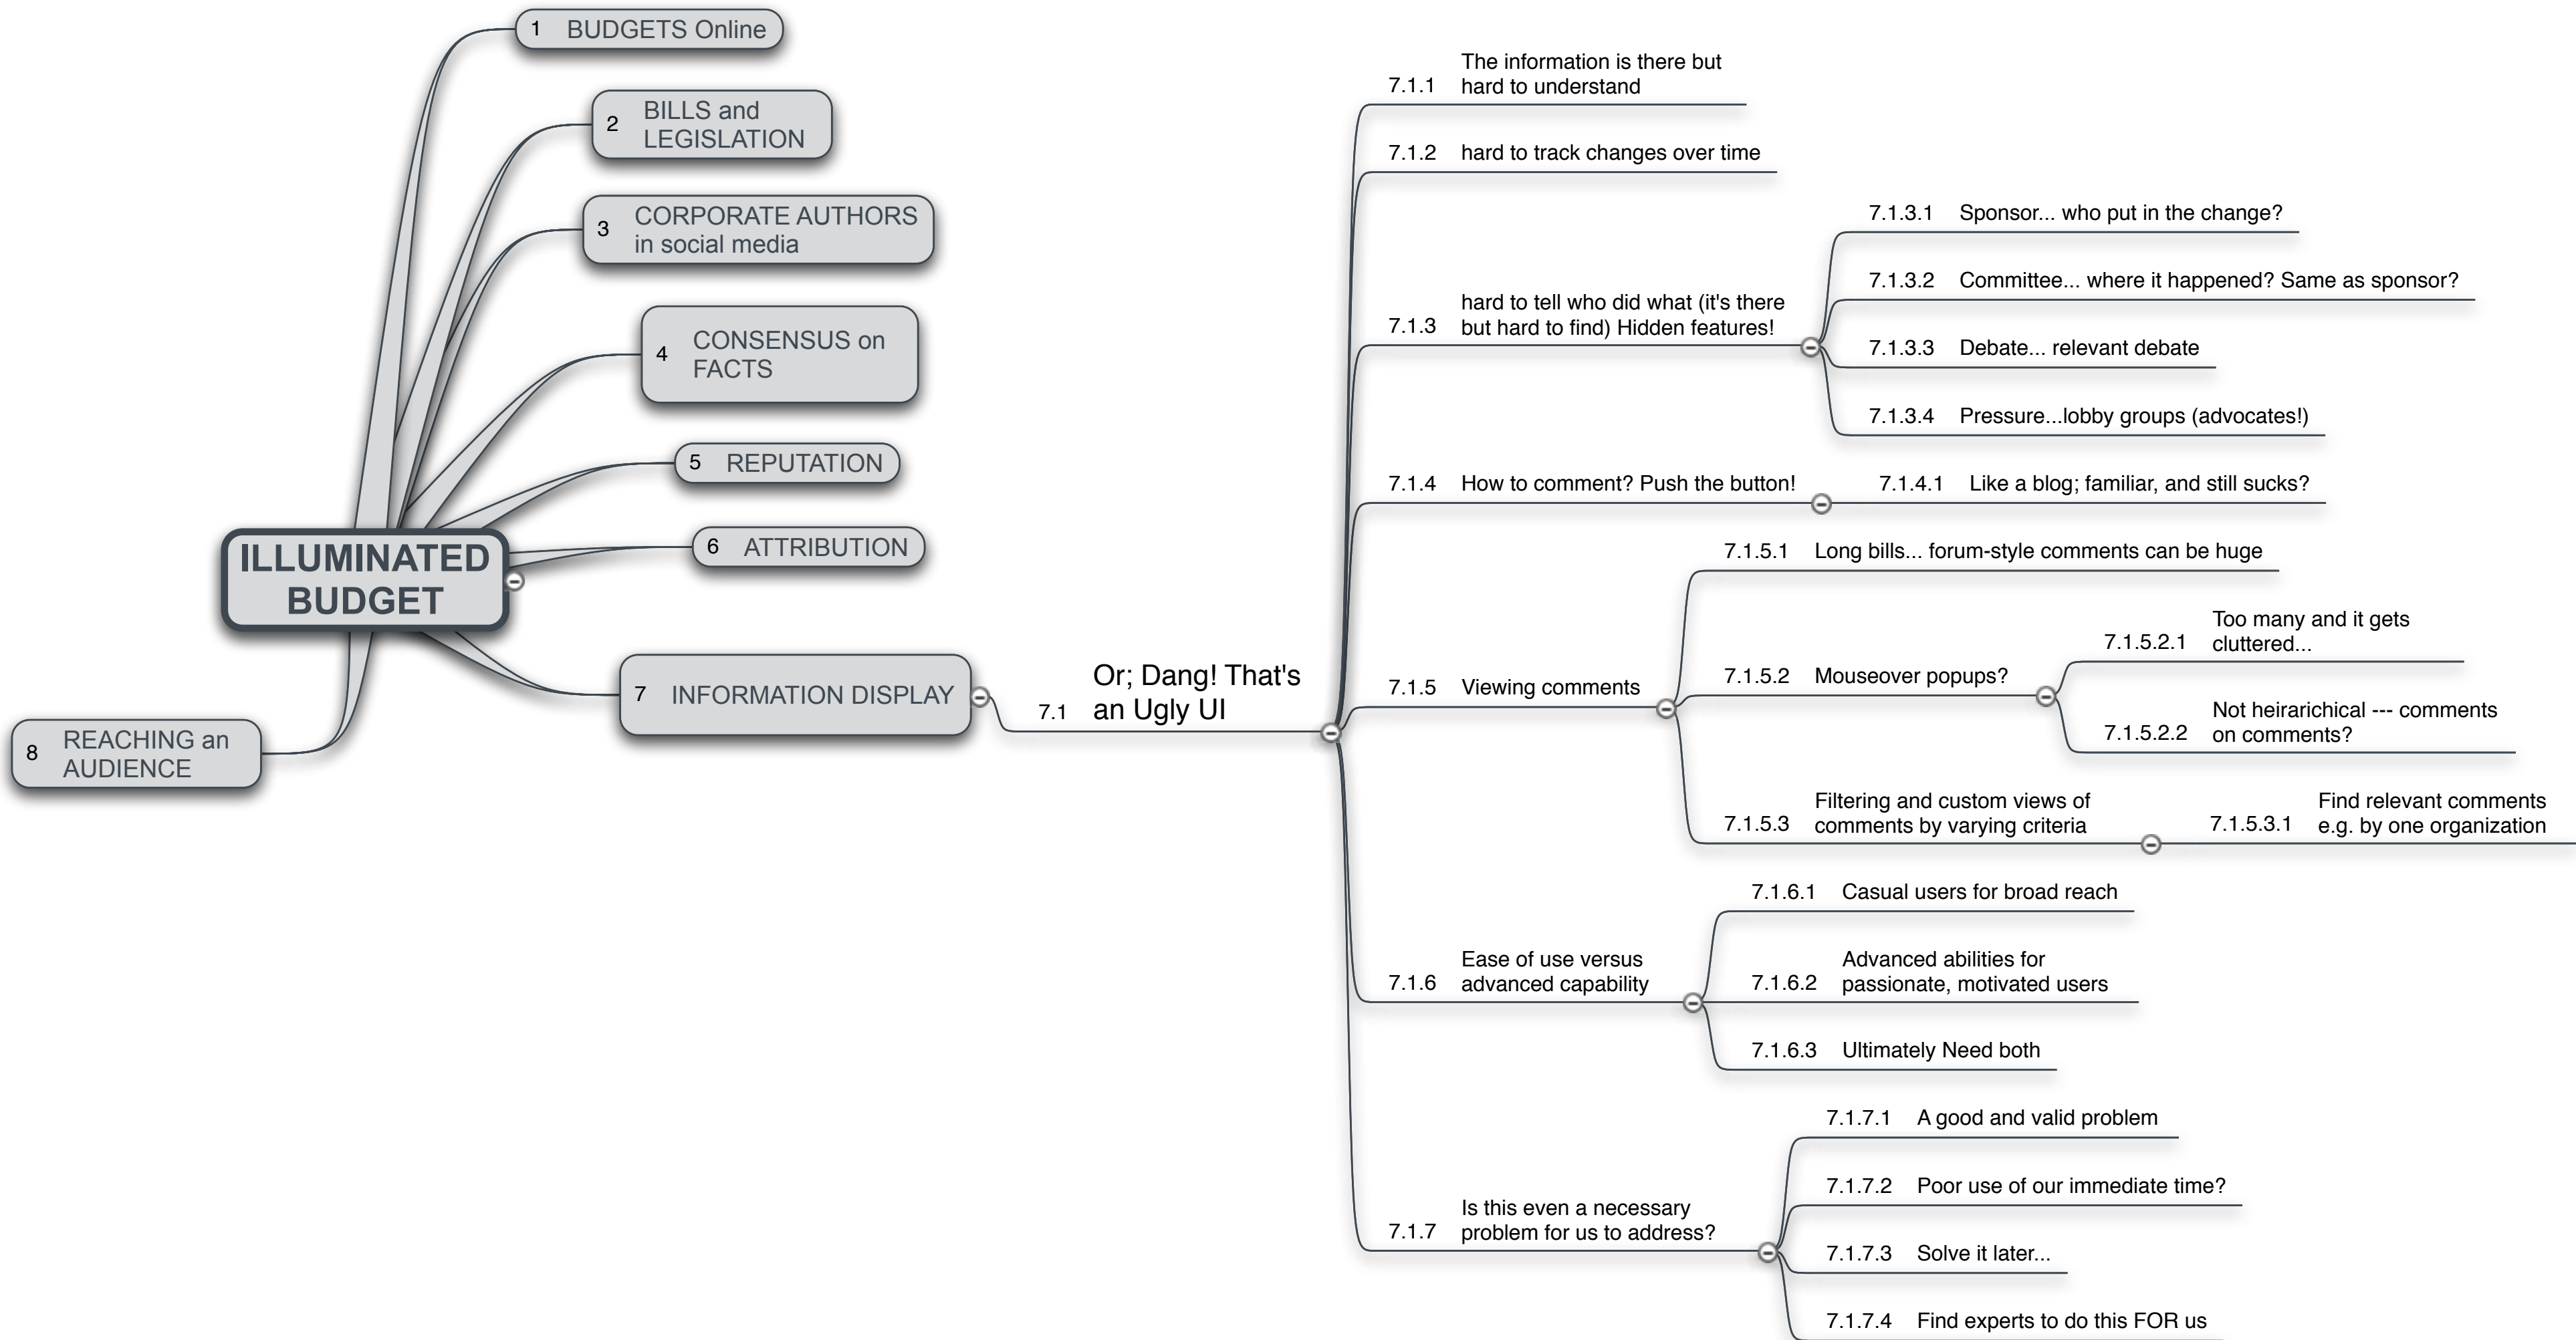 ILLUMINATED
BUDGET
1 BUDGETS Online
2 BILLS and
LEGISLATION
3 CORPORATE AUTHORS
in social media
4 CONSENSUS on
FACTS
5 REPUTATION
6 ATTRIBUTION
7 INFORMATION DISPLAY
7.1 Or; Dang! That's
an Ugly UI
7.1.1 The information is there but
hard to understand
7.1.2 hard to track changes over time
7.1.3 hard to tell who did what (it's there
but hard to find) Hidden features!
7.1.3.1 Sponsor... who put in the change?
7.1.3.2 Committee... where it happened? Same as sponsor?
7.1.3.3 Debate... relevant debate
7.1.3.4 Pressure...lobby groups (advocates!)
7.1.4 How to comment? Push the button!
7.1.4.1 Like a blog; familiar, and still sucks?
7.1.5 Viewing comments
7.1.5.1 Long bills... forum-style comments can be huge
7.1.5.2 Mouseover popups?
7.1.5.2.1 Too many and it gets
cluttered...
7.1.5.2.2 Not heirarichical --- comments
on comments?
7.1.5.3 Filtering and custom views of
comments by varying criteria
7.1.5.3.1 Find relevant comments
e.g. by one organization
7.1.6 Ease of use versus
advanced capability
7.1.6.1 Casual users for broad reach
7.1.6.2 Advanced abilities for
passionate, motivated users
7.1.6.3 Ultimately Need both
7.1.7 Is this even a necessary
problem for us to address?
7.1.7.1 A good and valid problem
7.1.7.2 Poor use of our immediate time?
7.1.7.3 Solve it later...
7.1.7.4 Find experts to do this FOR us
8 REACHING an
AUDIENCE